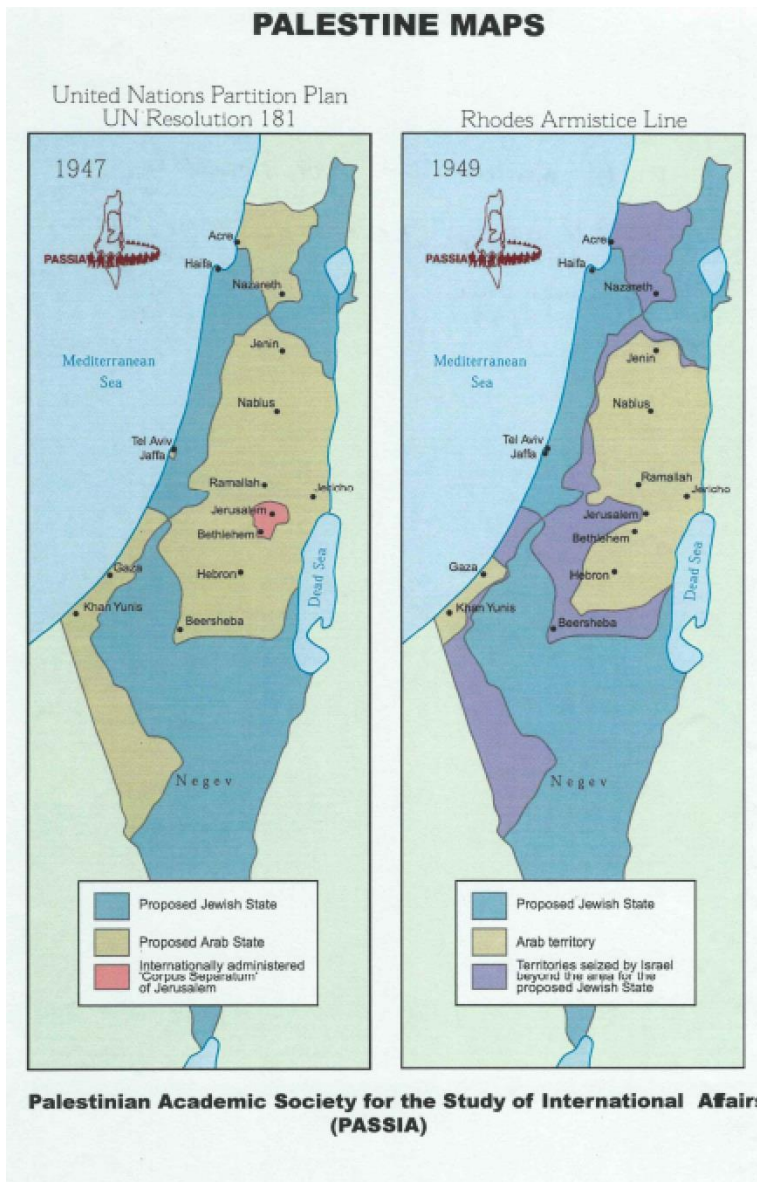 PALESTINE MAPS
United Nations Partition Plan
UN Resolution 181
1947
PASSIA
Acre
Haifa
Nazareth
Jenin
Mediterranean
Sea
Nablus
Tel Aviv
Jaffa
Ramallah
Jericho
Jerusalem
Bethlehem
Gaza
Hebron
Dead Sea
Khan Yunis
Beersheba
Negev
Proposed Jewish State
Proposed Arab State
Internationally administered
'Corpus Separatum'
of Jerusalem
Rhodes Armistice Line
1949
PASSIA
Acre
Haifa
Nazareth
Jenin
Mediterranean
Sea
Nablus
Tel Aviv
Jaffa
Ramallah
Jericho
Jerusalem
Bethlehem
Gaza
Hebron
Dead Sea
Khan Yunis
Beersheba
Negev
Proposed Jewish State
Arab territory
Territories seized by Israel
beyond the area for the
proposed Jewish State
Palestinian Academic Society for the Study of International Affairs
(PASSIA)